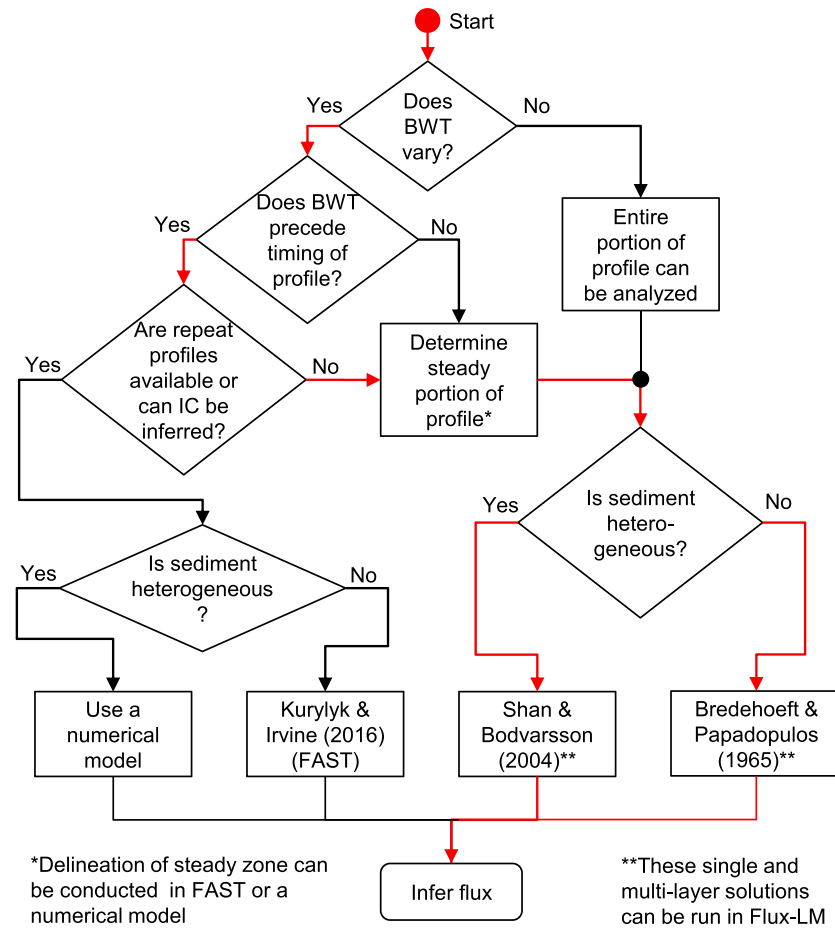 Start
Does
BWT
vary?
Yes
No
Does BWT
precede
timing of
profile?
Yes
No
Entire
portion of
profile can
be analyzed
Are repeat
profiles
available or
can IC be
inferred?
Yes
No
Determine
steady
portion of
profile*
Is sediment
hetero-
geneous?
Yes
No
Is sediment
heterogeneous
?
Yes
No
Use a
numerical
model
Kurylyk &
Irvine (2016)
(FAST)
Shan &
Bodvarsson
(2004)**
Bredehoeft &
Papadopulos
(1965)**
*Delineation of steady zone can
be conducted in FAST or a
numerical model
Infer flux
**These single and
multi-layer solutions
can be run in Flux-LM